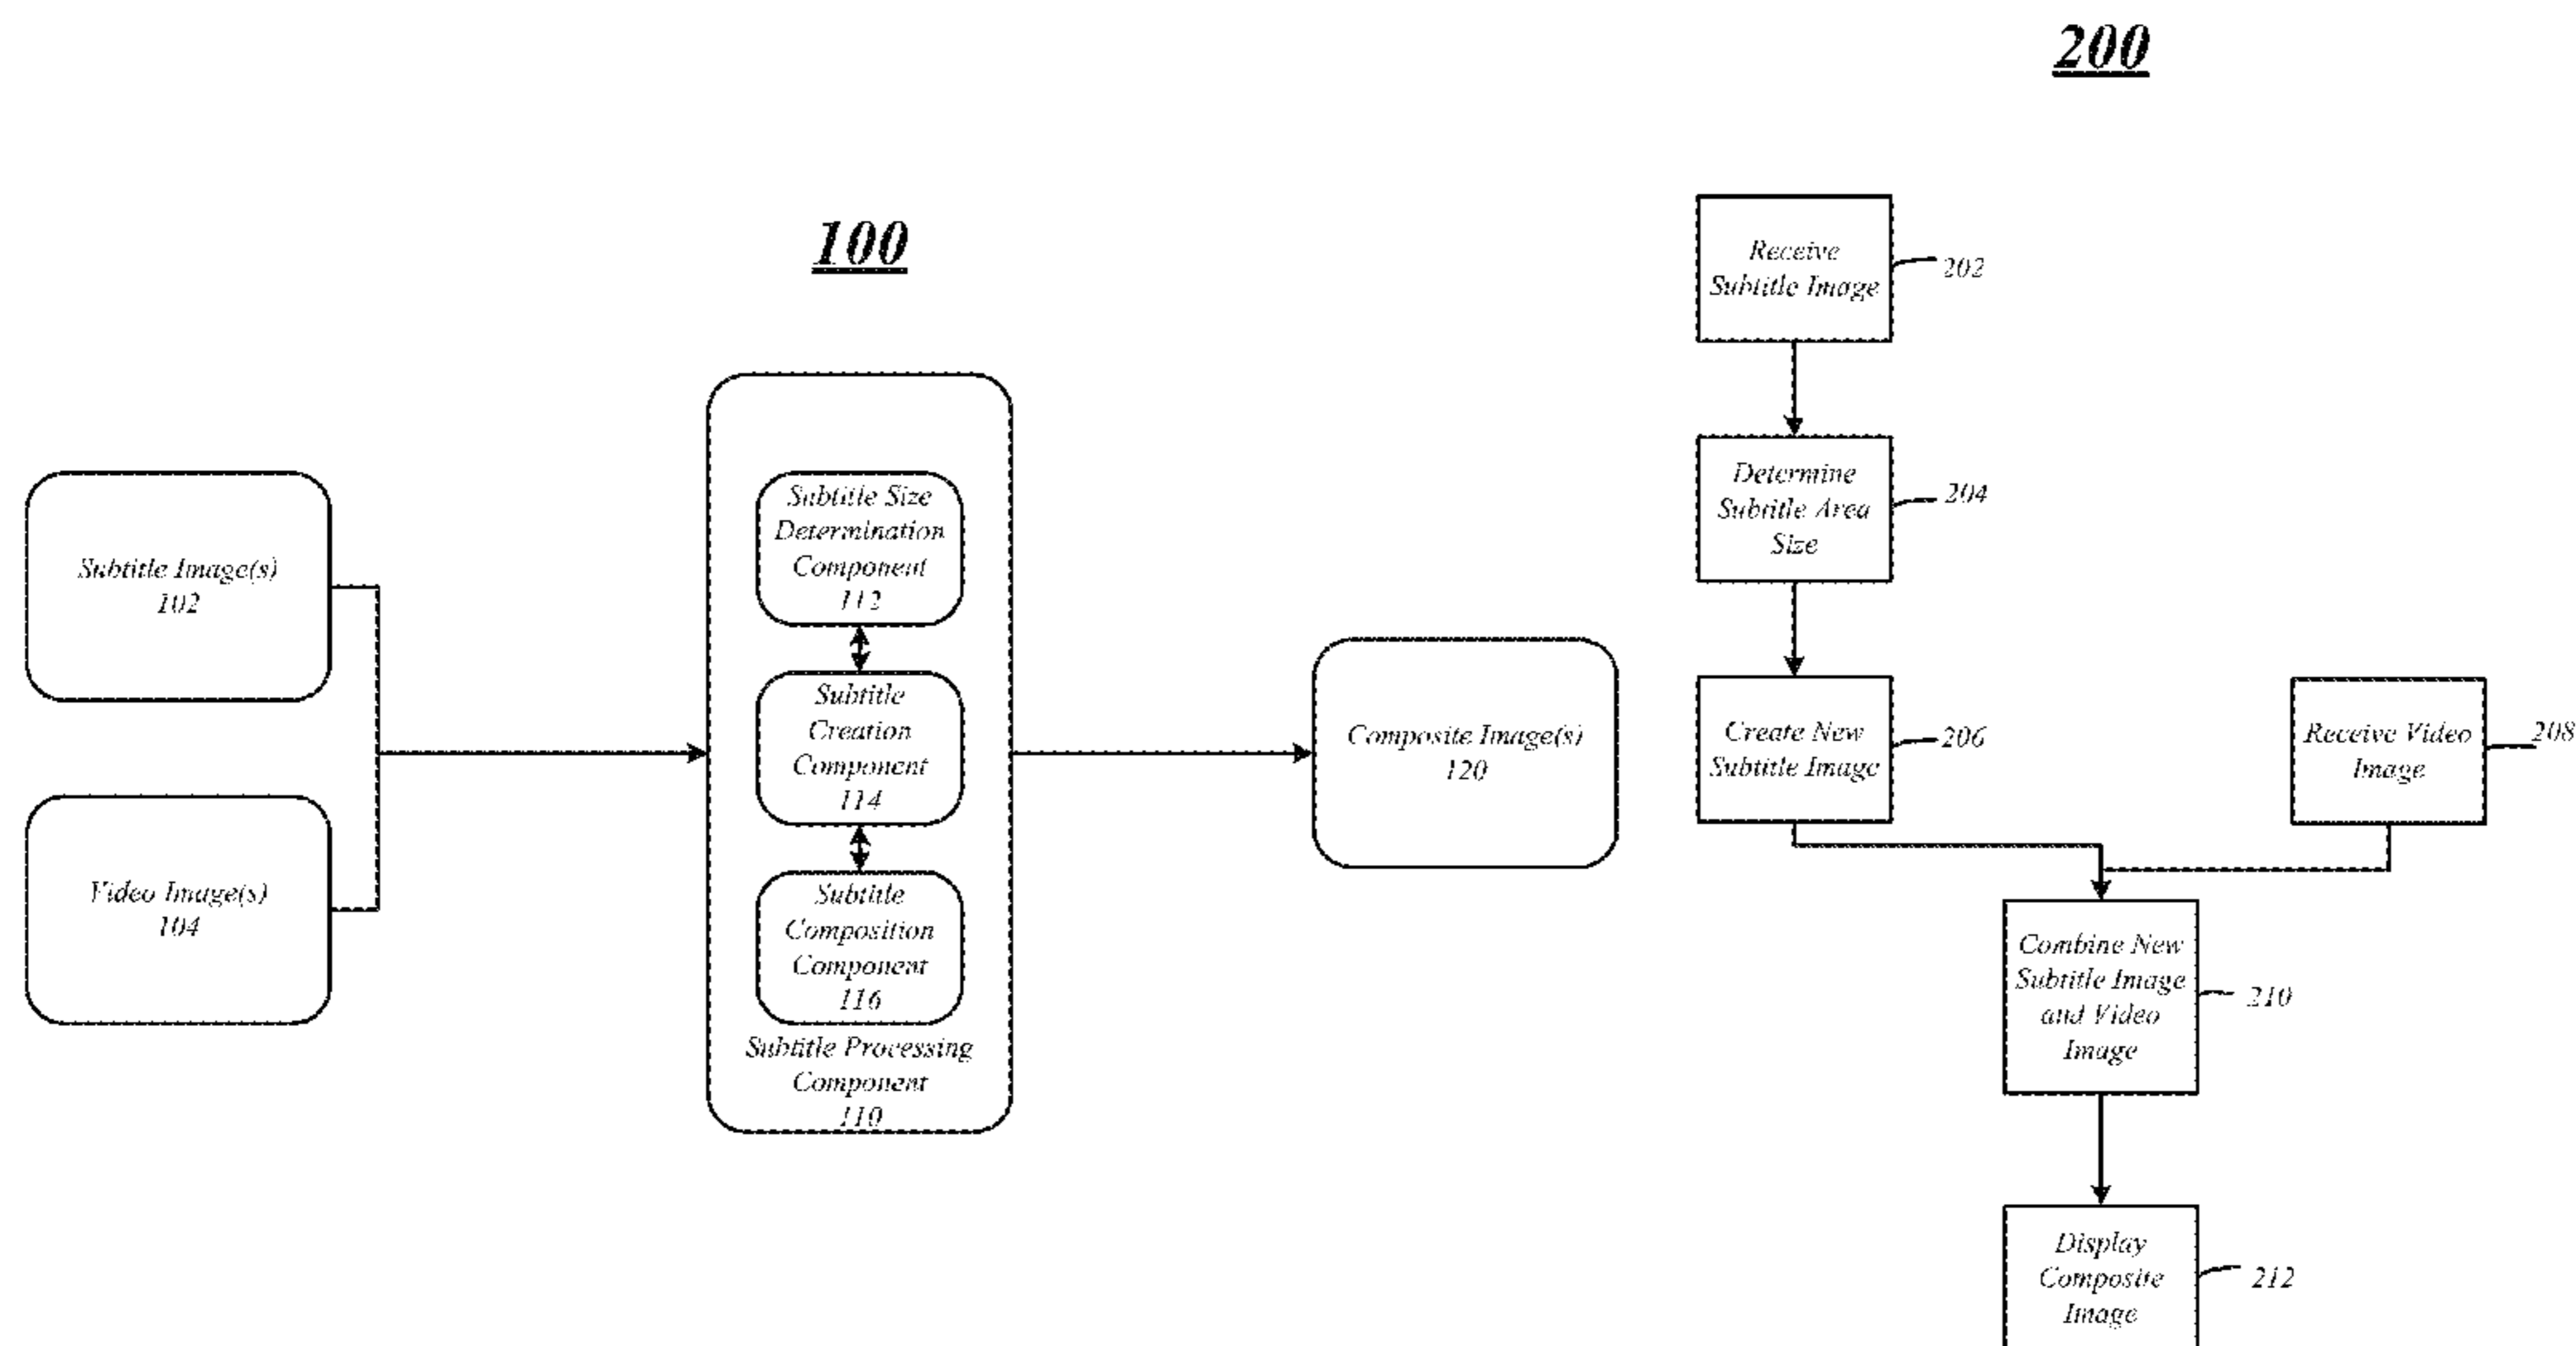 100
Subtitle Image(s)
102
Video Image(s)
104
Subtitle Size
Determination
Component
112
Subtitle
Creation
Component
114
Subtitle
Composition
Component
116
Subtitle Processing
Component
110
Composite Image(s)
120
200
Receive
Subtitle Image
202
Determine
Subtitle Area
Size
204
Create New
Subtitle Image
206
Receive Video
Image
208
Combine New
Subtitle Image
and Video
Image
210
Display
Composite
Image
212